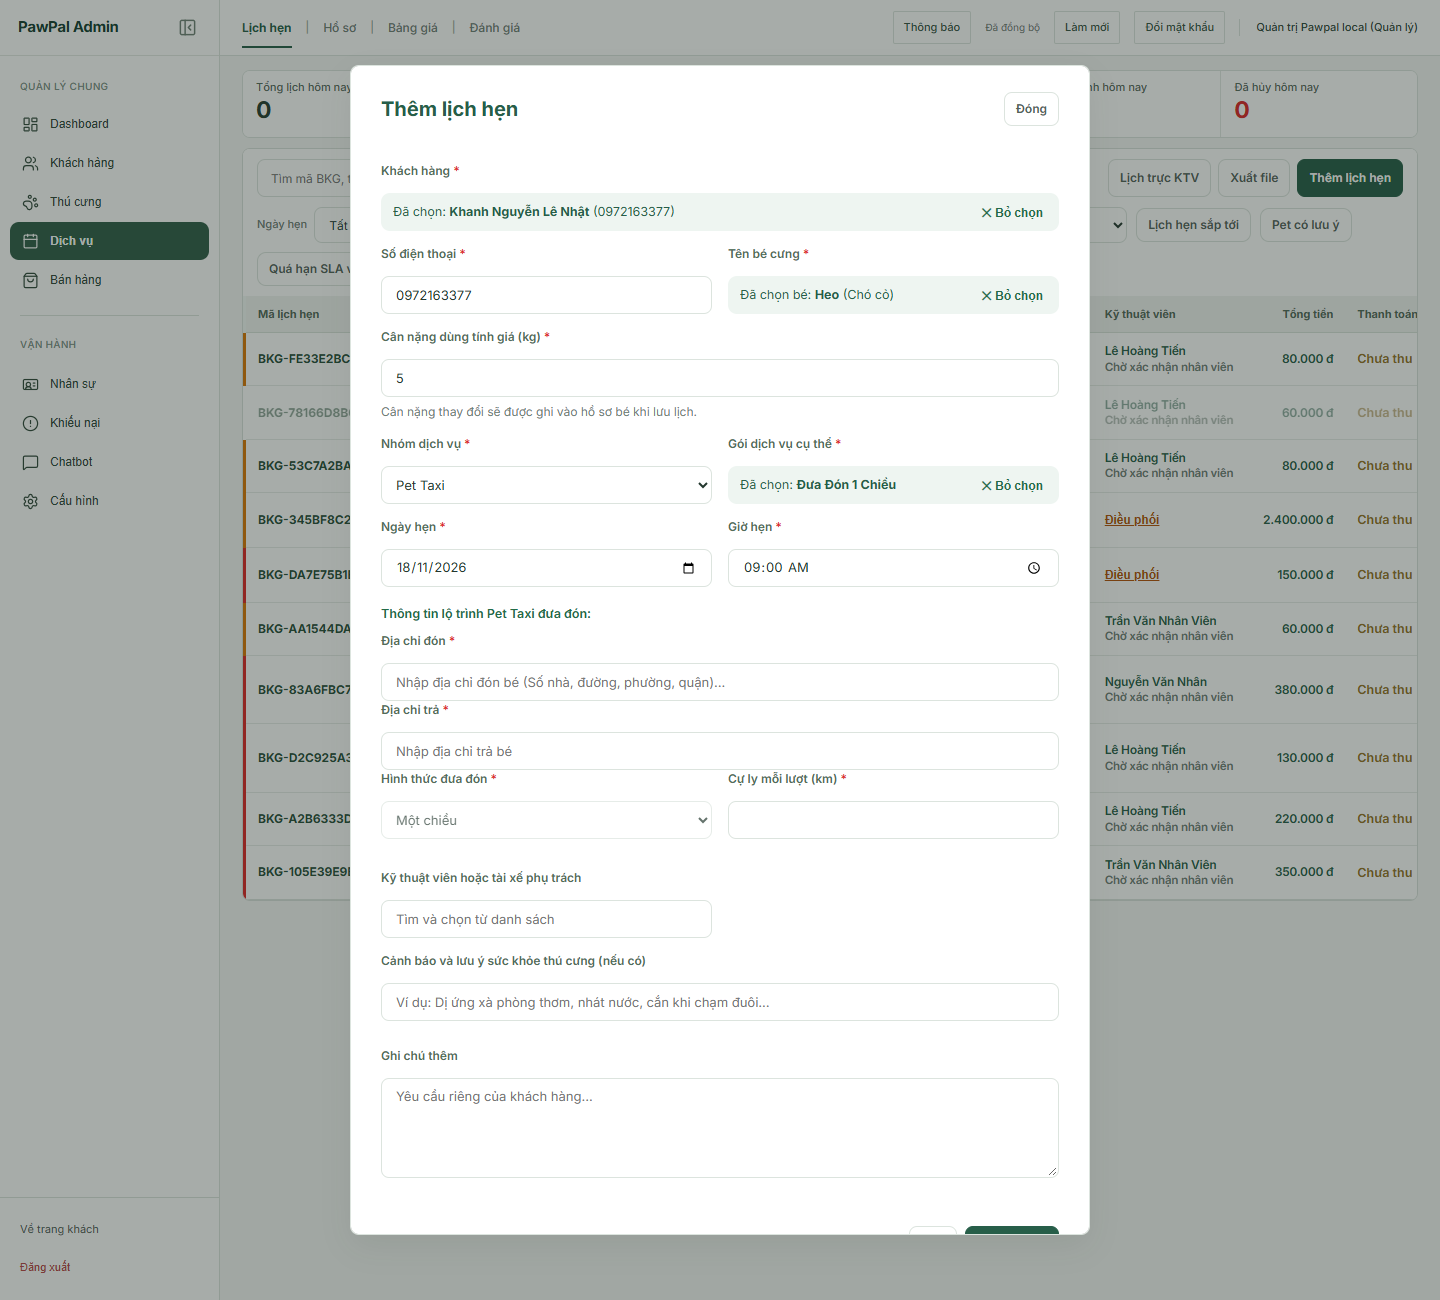 PawPal Admin
Lịch hẹn | Hồ sơ | Bảng giá | Đánh giá
Thông báo Đã đồng bộ Làm mới Đổi mật khẩu Quản trị Pawpal local (Quản lý)
QUẢN LÝ CHUNG
Dashboard
Khách hàng
Thú cưng
Dịch vụ
Bán hàng
VẬN HÀNH
Nhân sự
Khiếu nại
Chatbot
Cấu hình
Về trang khách
Đăng xuất
Tổng lịch hôm nay
0
hôm nay
Đã hủy hôm nay
0
Tìm mã BKG,
Lịch trực KTV Xuất file Thêm lịch hẹn
Ngày hẹn Tất
Lịch hẹn sắp tới Pet có lưu ý
Quá hạn SLA
Mã lịch hẹn Kỹ thuật viên Tổng tiền Thanh toán
BKG-FE33E2BC Lê Hoàng Tiến 80.000 đ Chưa thu
Chờ xác nhận nhân viên
BKG-78166D8B Lê Hoàng Tiến 60.000 đ Chưa thu
Chờ xác nhận nhân viên
BKG-53C7A2BA Lê Hoàng Tiến 80.000 đ Chưa thu
Chờ xác nhận nhân viên
BKG-345BF8C2 Điều phối 2.400.000 đ Chưa thu
BKG-DA7E75B1 Điều phối 150.000 đ Chưa thu
BKG-AA1544DA Trần Văn Nhân Viên 60.000 đ Chưa thu
Chờ xác nhận nhân viên
BKG-83A6FBC7 Nguyễn Văn Nhân 380.000 đ Chưa thu
Chờ xác nhận nhân viên
BKG-D2C925A3 Lê Hoàng Tiến 130.000 đ Chưa thu
Chờ xác nhận nhân viên
BKG-A2B6333D Lê Hoàng Tiến 220.000 đ Chưa thu
Chờ xác nhận nhân viên
BKG-105E39E9 Trần Văn Nhân Viên 350.000 đ Chưa thu
Chờ xác nhận nhân viên
Thêm lịch hẹn
Đóng
Khách hàng *
Đã chọn: Khanh Nguyễn Lê Nhật (0972163377) × Bỏ chọn
Số điện thoại * Tên bé cưng *
0972163377 Đã chọn bé: Heo (Chó cỏ) × Bỏ chọn
Cân nặng dùng tính giá (kg) *
5
Cân nặng thay đổi sẽ được ghi vào hồ sơ bé khi lưu lịch.
Nhóm dịch vụ * Gói dịch vụ cụ thể *
Pet Taxi Đã chọn: Đưa Đón 1 Chiều × Bỏ chọn
Ngày hẹn * Giờ hẹn *
18/11/2026 09:00 AM
Thông tin lộ trình Pet Taxi đưa đón:
Địa chỉ đón *
Nhập địa chỉ đón bé (Số nhà, đường, phường, quận)...
Địa chỉ trả *
Nhập địa chỉ trả bé
Hình thức đưa đón * Cự ly mỗi lượt (km) *
Một chiều
Kỹ thuật viên hoặc tài xế phụ trách
Tìm và chọn từ danh sách
Cảnh báo và lưu ý sức khỏe thú cưng (nếu có)
Ví dụ: Dị ứng xà phòng thơm, nhát nước, cắn khi chạm đuôi...
Ghi chú thêm
Yêu cầu riêng của khách hàng...